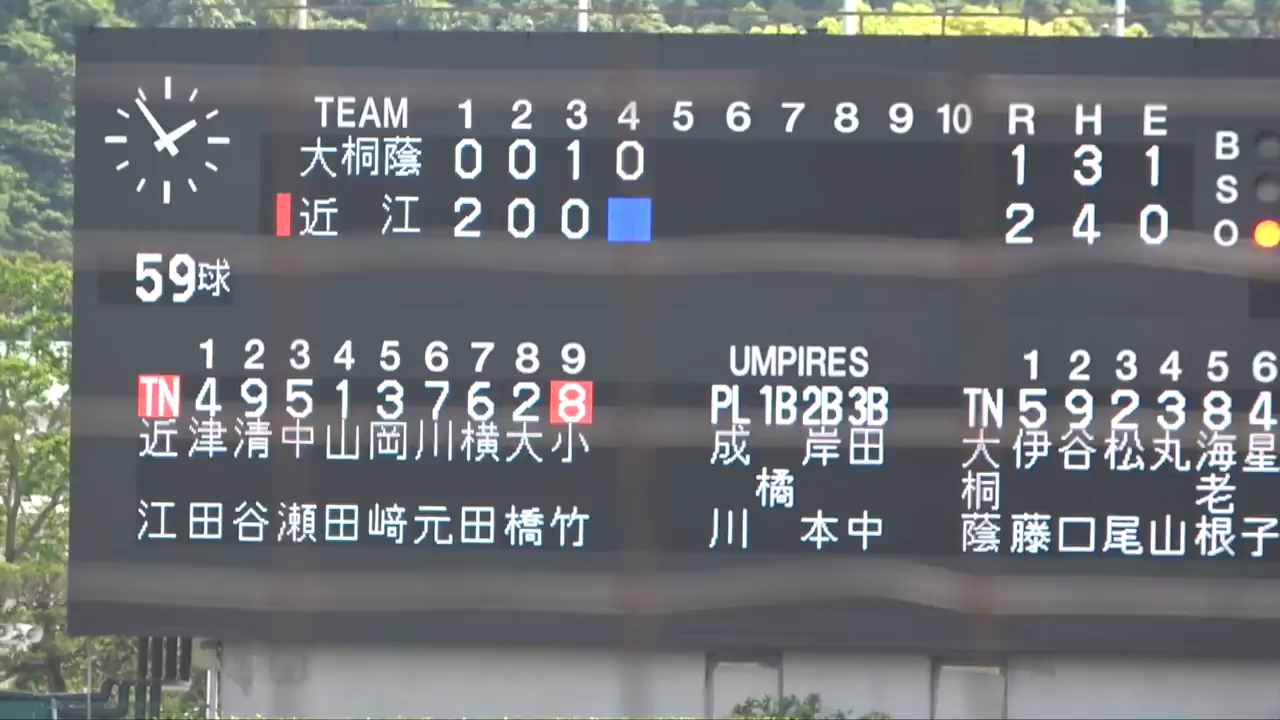 TEAM 1 2 3 4 5 6 7 8 9 10 R H E
大桐蔭 0 0 1 0 1 3 1
近 江 2 0 0 2 4 0
B
S
O
59球
1 2 3 4 5 6 7 8 9
TN 4 9 5 1 3 7 6 2 8
近江 津田 清谷 中瀬 山田 岡﨑 川元 横田 大橋 小竹
UMPIRES
PL 1B 2B 3B
成川 橘 岸本 田中
1 2 3 4 5 6
TN 5 9 2 3 8 4
大桐蔭 伊藤 谷口 松尾 丸山 海老根 星子